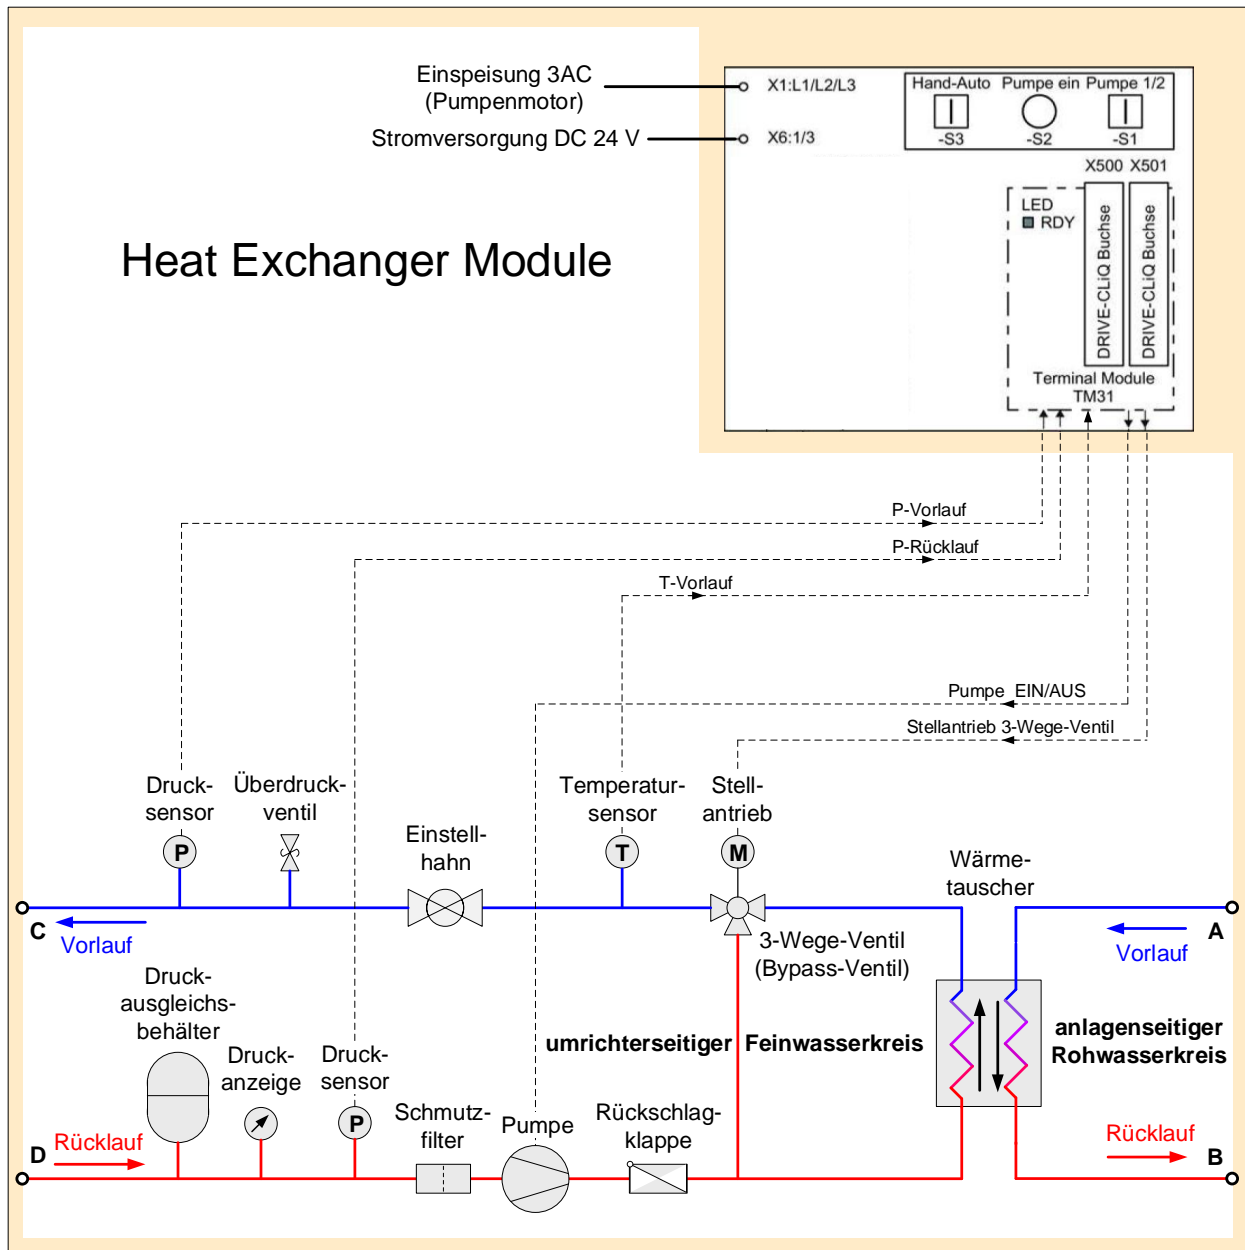 Einspeisung 3AC
(Pumpenmotor)
Stromversorgung DC 24 V
X1:L1/L2/L3
X6:1/3
Hand-Auto Pumpe ein Pumpe 1/2
-S3 -S2 -S1
X500 X501
LED
RDY
DRIVE-CLiQ Buchse
DRIVE-CLiQ Buchse
Terminal Module
TM31
Heat Exchanger Module
P-Vorlauf
P-Rücklauf
T-Vorlauf
Pumpe EIN/AUS
Stellantrieb 3-Wege-Ventil
Druck-
sensor
Überdruck-
ventil
Einstell-
hahn
Temperatur-
sensor
Stell-
antrieb
P
T
M
Wärme-
tauscher
C
Vorlauf
3-Wege-Ventil
(Bypass-Ventil)
A
Vorlauf
Druck-
ausgleichs-
behälter
Druck-
anzeige
Druck-
sensor
umrichterseitiger Feinwasserkreis
anlagenseitiger
Rohwasserkreis
P
Schmutz-
filter
Pumpe
Rückschlag-
klappe
D
Rücklauf
Rücklauf
B